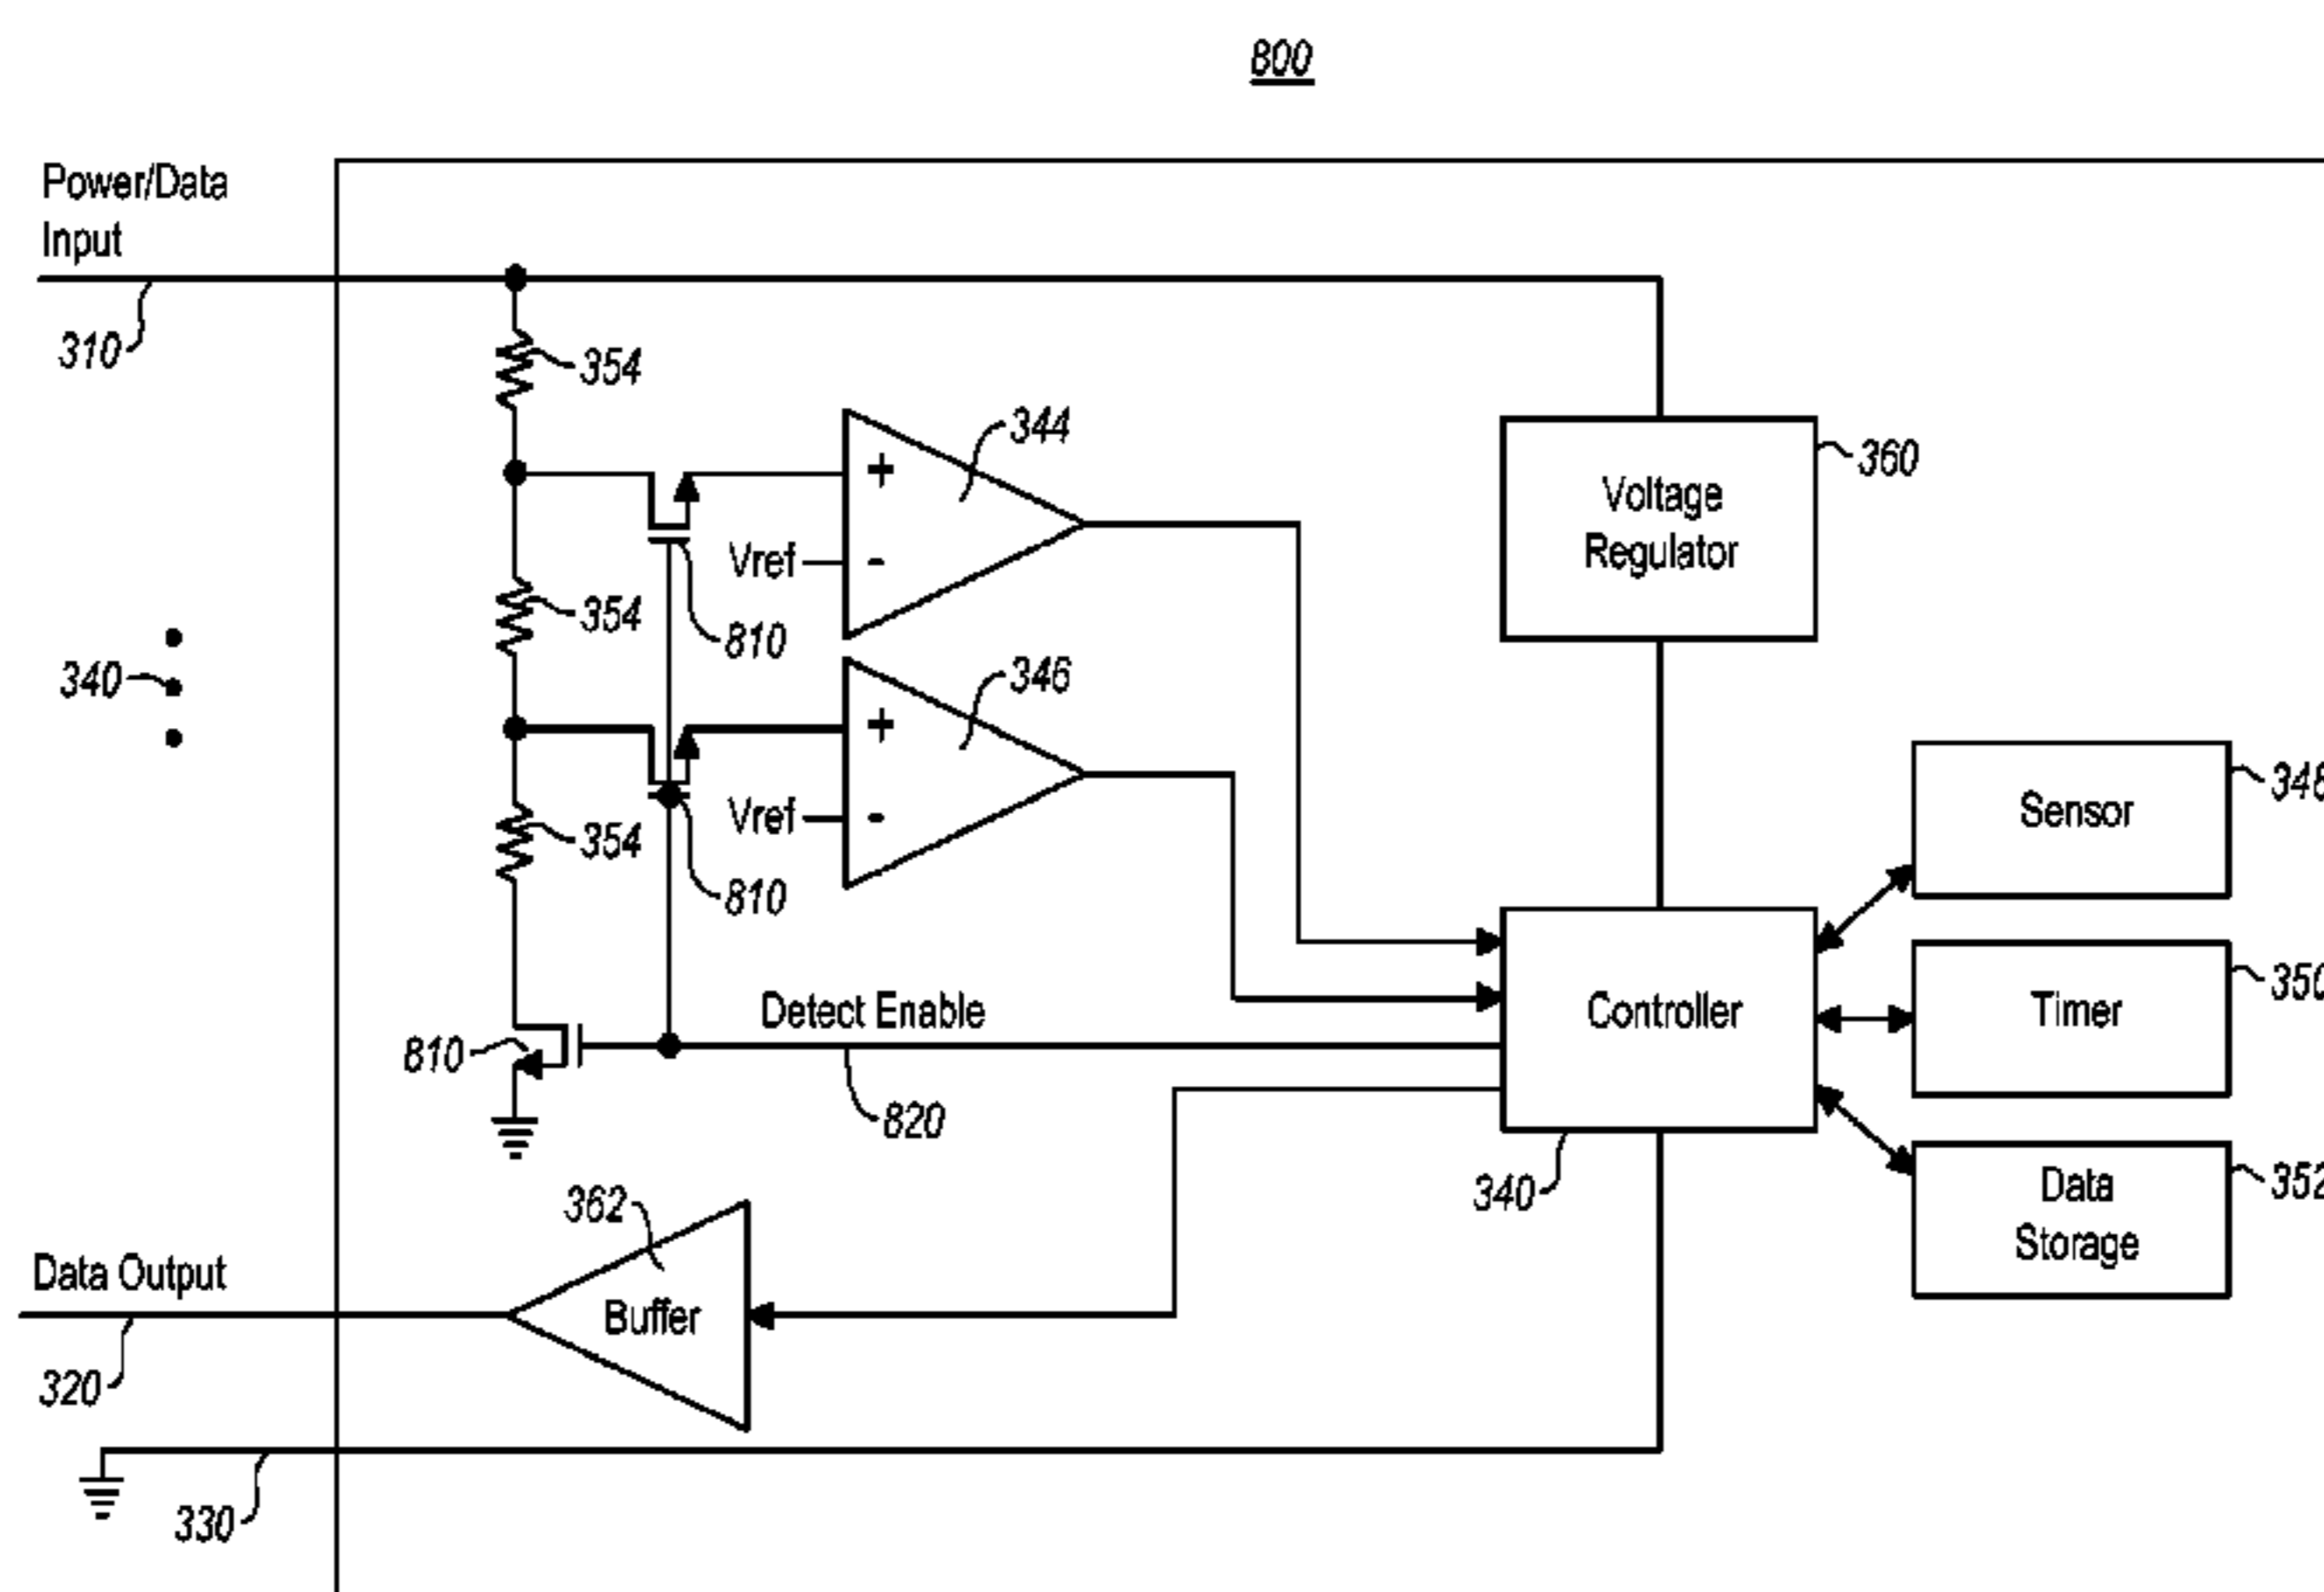 800
Power/Data
Input
310
354
344
+
Vref
-
810
Voltage
Regulator
360
354
340
346
+
Vref
-
810
354
Sensor
Detect Enable
Controller
Timer
810
820
340
Data
Storage
362
Data Output
Buffer
320
330